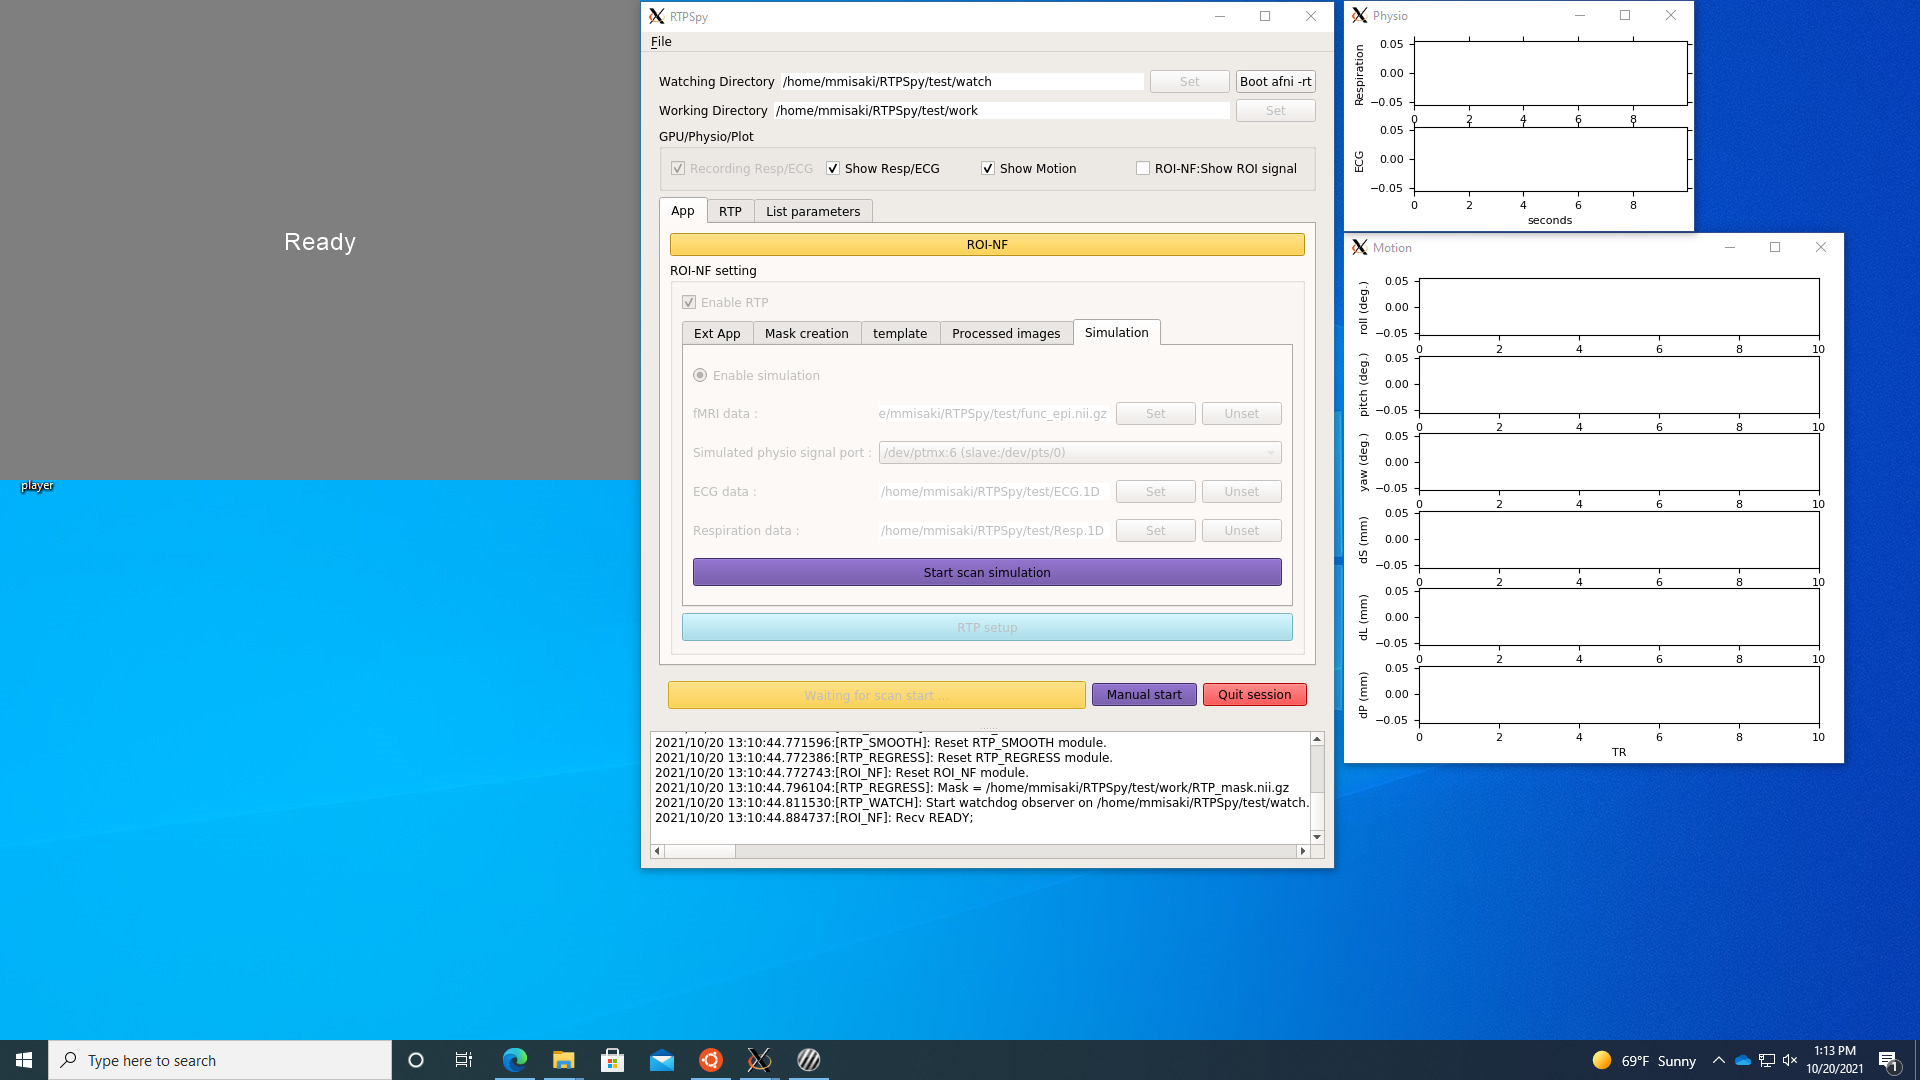 Ready
player
RTPSpy
File
Watching Directory /home/mmisaki/RTPSpy/test/watch Set Boot afni -rt
Working Directory /home/mmisaki/RTPSpy/test/work Set
GPU/Physio/Plot
Recording Resp/ECG Show Resp/ECG Show Motion ROI-NF:Show ROI signal
App RTP List parameters
ROI-NF
ROI-NF setting
Enable RTP
Ext App Mask creation template Processed images Simulation
Enable simulation
fMRI data : e/mmisaki/RTPSpy/test/func_epi.nii.gz Set Unset
Simulated physio signal port : /dev/ptmx:6 (slave:/dev/pts/0)
ECG data : /home/mmisaki/RTPSpy/test/ECG.1D Set Unset
Respiration data : /home/mmisaki/RTPSpy/test/Resp.1D Set Unset
Start scan simulation
RTP setup
Waiting for scan start ... Manual start Quit session
2021/10/20 13:10:44.771596:[RTP_SMOOTH]: Reset RTP_SMOOTH module.
2021/10/20 13:10:44.772386:[RTP_REGRESS]: Reset RTP_REGRESS module.
2021/10/20 13:10:44.772743:[ROI_NF]: Reset ROI_NF module.
2021/10/20 13:10:44.796104:[RTP_REGRESS]: Mask = /home/mmisaki/RTPSpy/test/work/RTP_mask.nii.gz
2021/10/20 13:10:44.811530:[RTP_WATCH]: Start watchdog observer on /home/mmisaki/RTPSpy/test/watch.
2021/10/20 13:10:44.884737:[ROI_NF]: Recv READY;
Physio
Respiration
0.05
0.00
−0.05
0 2 4 6 8
ECG
0.05
0.00
−0.05
0 2 4 6 8
seconds
Motion
roll (deg.)
0.05
0.00
−0.05
0 2 4 6 8 10
pitch (deg.)
0.05
0.00
−0.05
0 2 4 6 8 10
yaw (deg.)
0.05
0.00
−0.05
0 2 4 6 8 10
dS (mm)
0.05
0.00
−0.05
0 2 4 6 8 10
dL (mm)
0.05
0.00
−0.05
0 2 4 6 8 10
dP (mm)
0.05
0.00
−0.05
0 2 4 6 8 10
TR
Type here to search
69°F Sunny
1:13 PM
10/20/2021
1